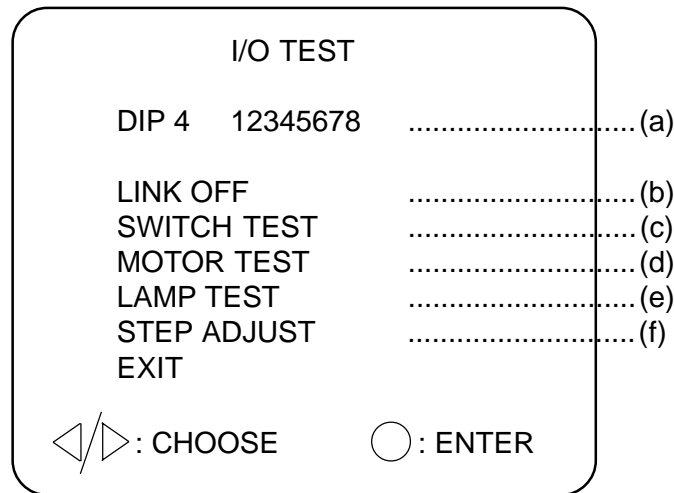 I/O TEST
DIP 4 12345678 ............................(a)
LINK OFF ............................(b)
SWITCH TEST ............................(c)
MOTOR TEST ............................(d)
LAMP TEST ............................(e)
STEP ADJUST ............................(f)
EXIT
◁/▷: CHOOSE ◯: ENTER